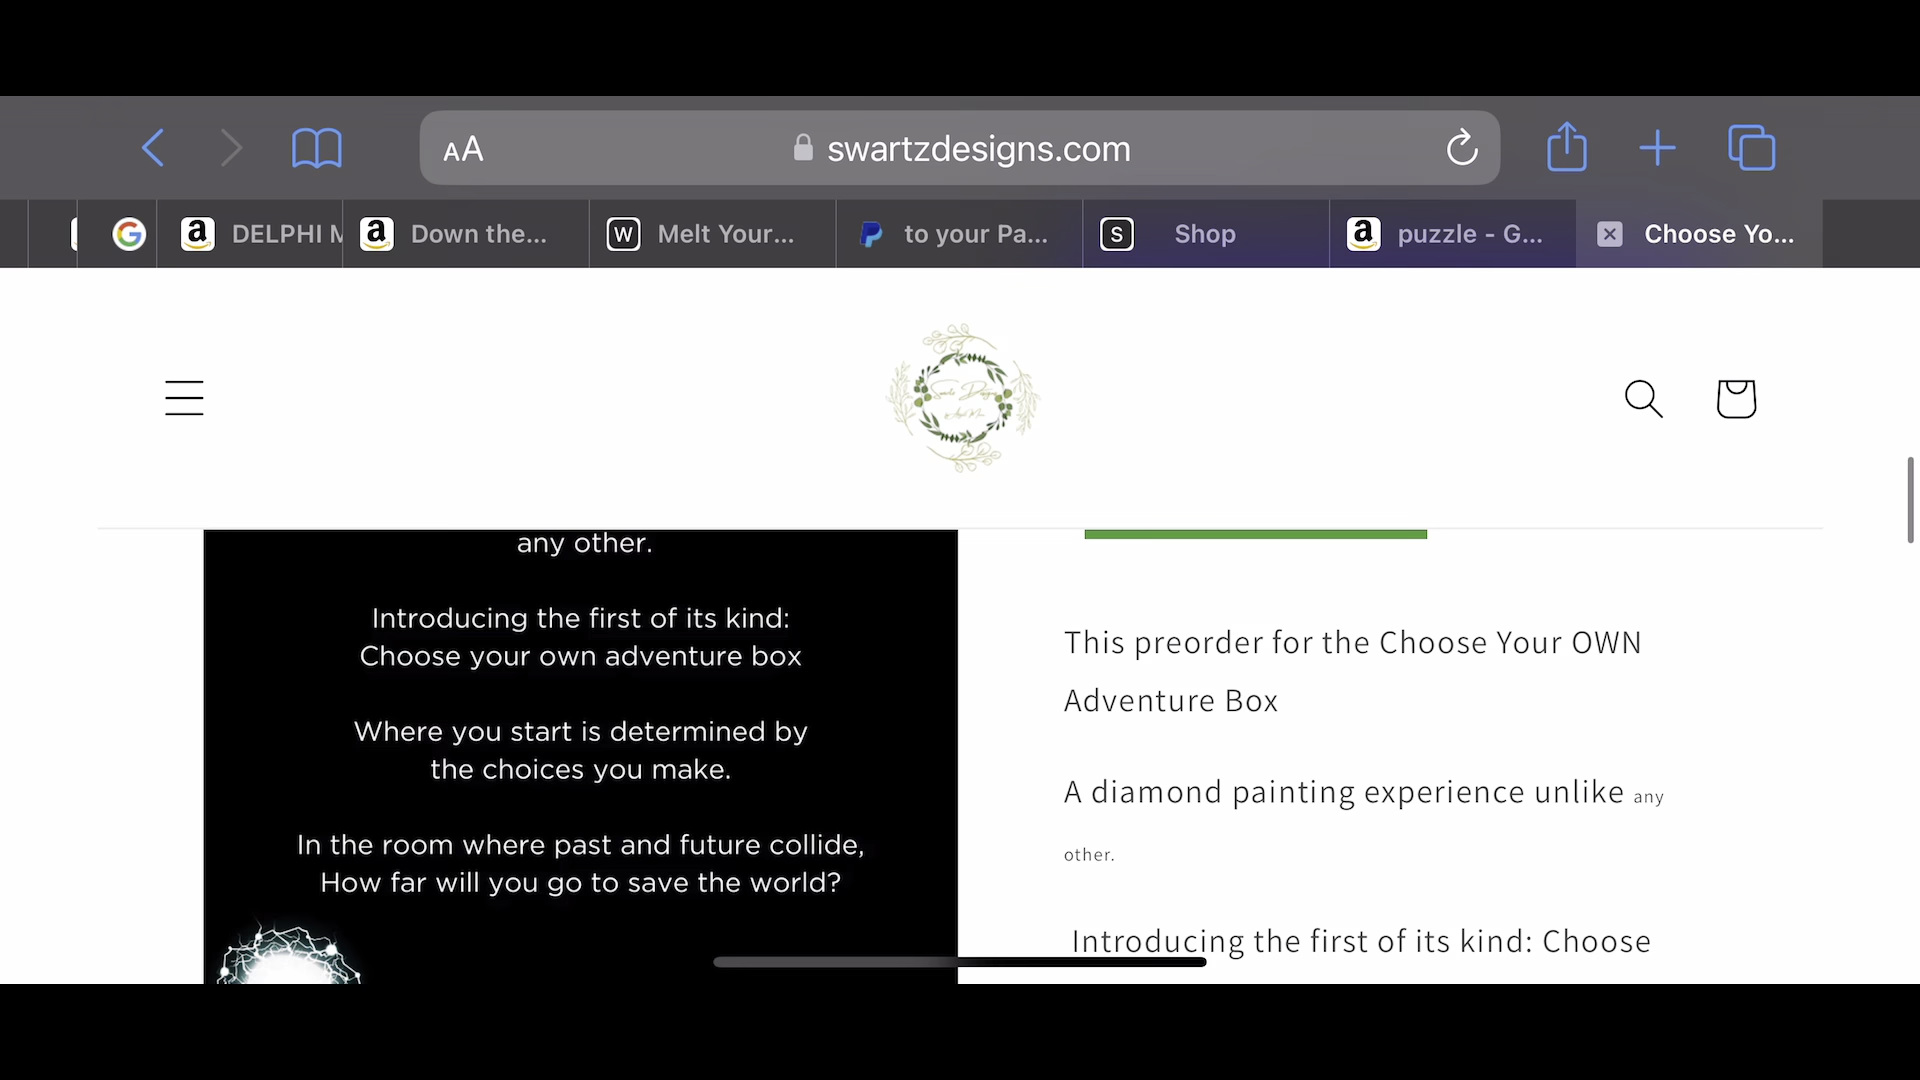 AA swartzdesigns.com
DELPHI M Down the... W Melt Your... to your Pa... S Shop puzzle - G... Choose Yo...
any other.
Introducing the first of its kind:
Choose your own adventure box
Where you start is determined by
the choices you make.
In the room where past and future collide,
How far will you go to save the world?
This preorder for the Choose Your OWN
Adventure Box
A diamond painting experience unlike any
other.
Introducing the first of its kind: Choose